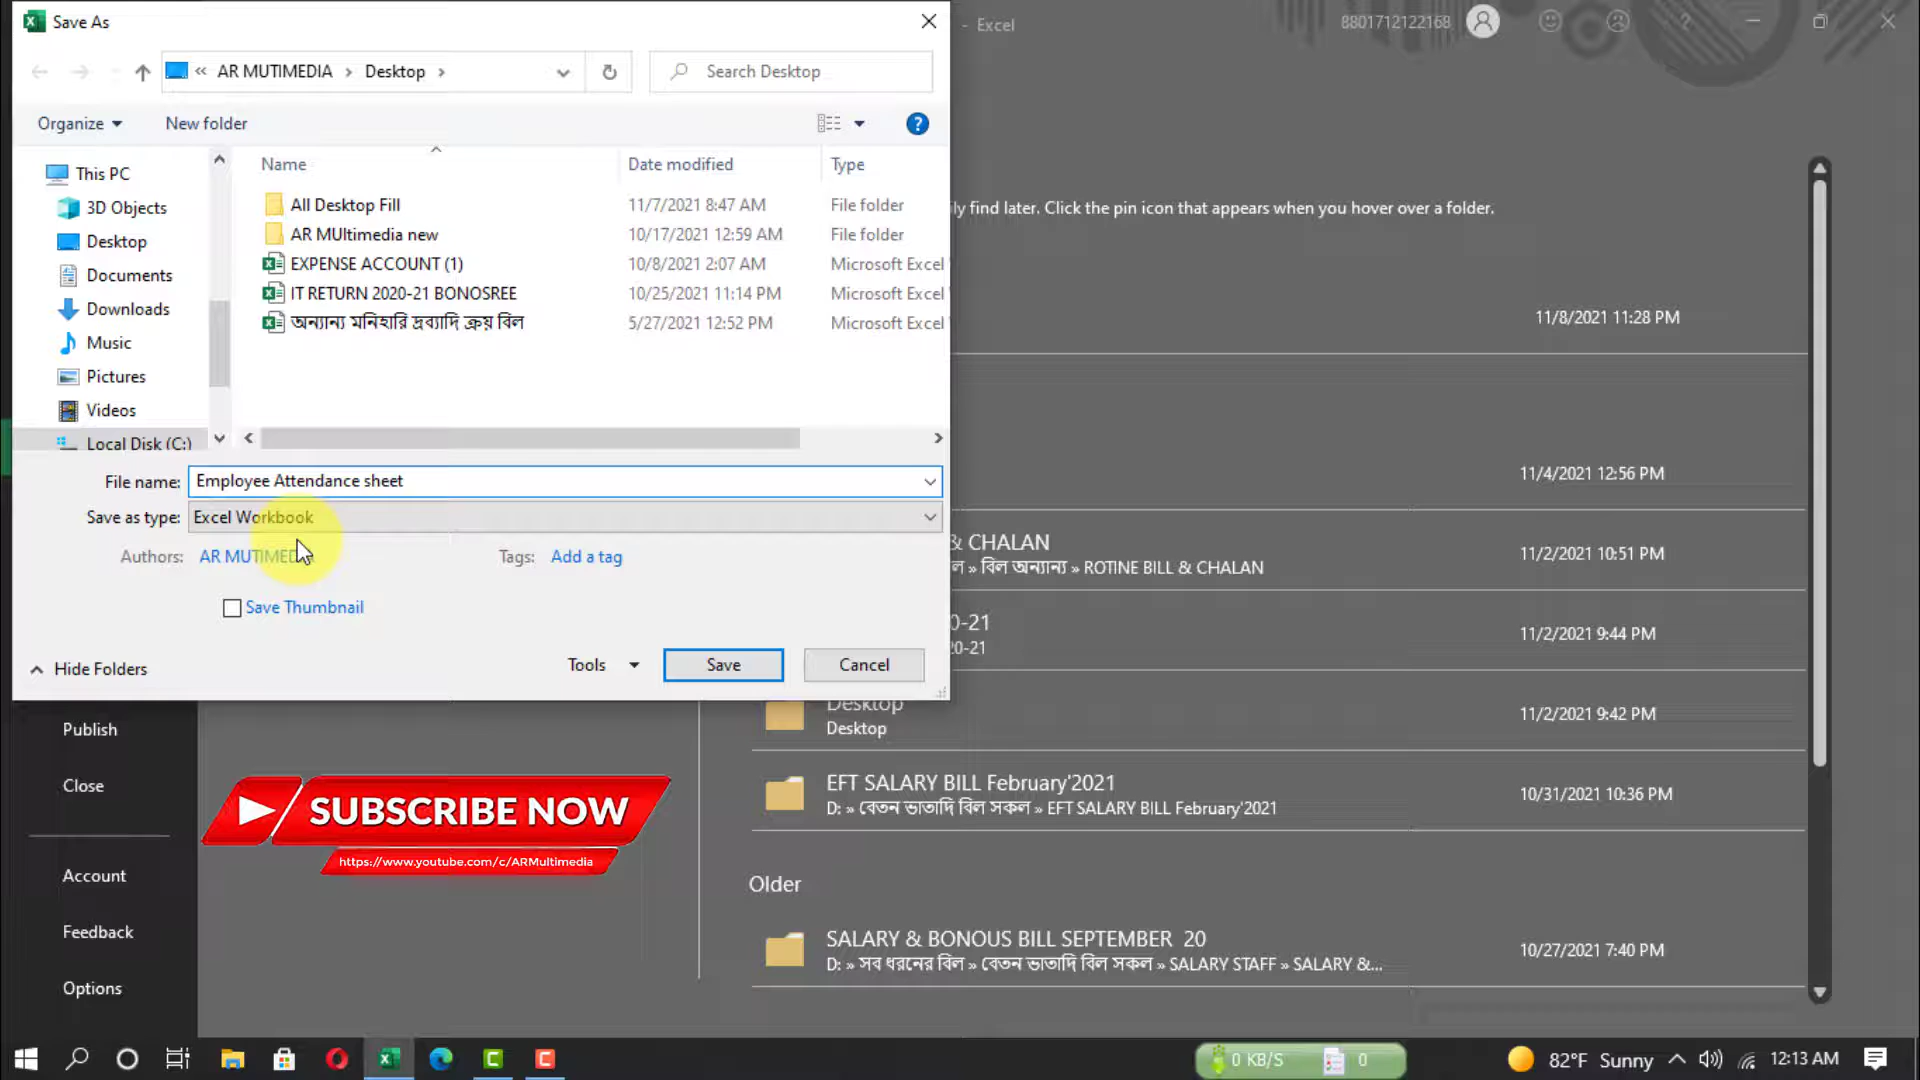 Save As
- Excel
8801712122168
?
« AR MUTIMEDIA > Desktop >
Search Desktop
Organize
New folder
?
Name
Date modified
Type
This PC
3D Objects
Desktop
Documents
Downloads
Music
Pictures
Videos
Local Disk (C:)
All Desktop Fill 11/7/2021 8:47 AM File folder
AR MUltimedia new 10/17/2021 12:59 AM File folder
EXPENSE ACCOUNT (1) 10/8/2021 2:07 AM Microsoft Excel
IT RETURN 2020-21 BONOSREE 10/25/2021 11:14 PM Microsoft Excel
অন্যান্য মনিহারি দ্রব্যাদি ক্রয় বিল 5/27/2021 12:52 PM Microsoft Excel
File name: Employee Attendance sheet
Save as type: Excel Workbook
Authors: AR MUTIMED
Tags: Add a tag
Save Thumbnail
Hide Folders
Tools
Save
Cancel
ily find later. Click the pin icon that appears when you hover over a folder.
11/8/2021 11:28 PM
11/4/2021 12:56 PM
& CHALAN
ল » বিল অন্যান্য » ROTINE BILL & CHALAN
11/2/2021 10:51 PM
0-21
20-21
11/2/2021 9:44 PM
Desktop
Desktop
11/2/2021 9:42 PM
EFT SALARY BILL February'2021
D: » বেতন ভাতাদি বিল সকল » EFT SALARY BILL February'2021
10/31/2021 10:36 PM
Older
SALARY & BONOUS BILL SEPTEMBER 20
D: » সব ধরনের বিল » বেতন ভাতাদি বিল সকল » SALARY STAFF » SALARY &...
10/27/2021 7:40 PM
Publish
Close
Account
Feedback
Options
SUBSCRIBE NOW
https://www.youtube.com/c/ARMultimedia
0 KB/S
0
82°F Sunny
12:13 AM